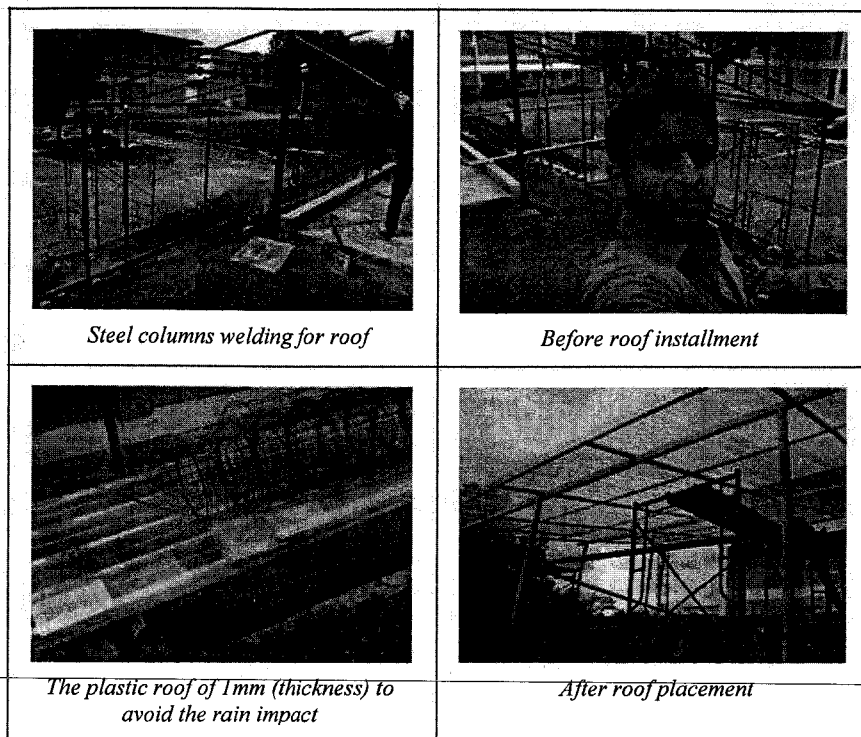 Steel columns welding for roof
Before roof installment
The plastic roof of 1mm (thickness) to
avoid the rain impact
After roof placement